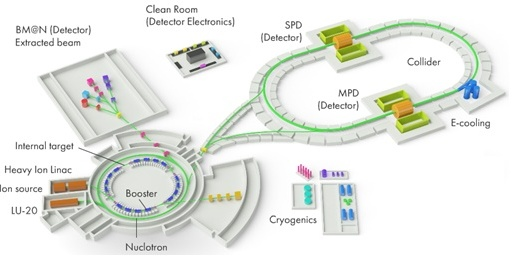 Clean Room
(Detector Electronics)
BM@N (Detector)
Extracted beam
SPD
(Detector)
Collider
MPD
(Detector)
E-cooling
Internal target
Heavy Ion Linac
Ion source
LU-20
Booster
Nuclotron
Cryogenics